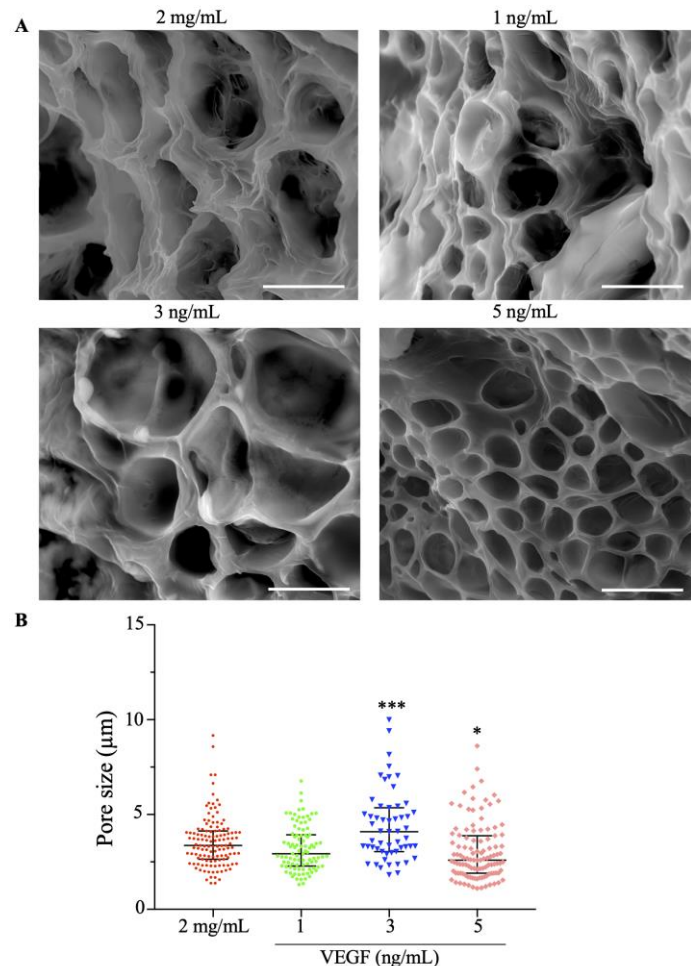 A
2 mg/mL
1 ng/mL
3 ng/mL
5 ng/mL
B
Pore size (µm)
15
10
5
0
***
*
2 mg/mL
1
3
5
VEGF (ng/mL)